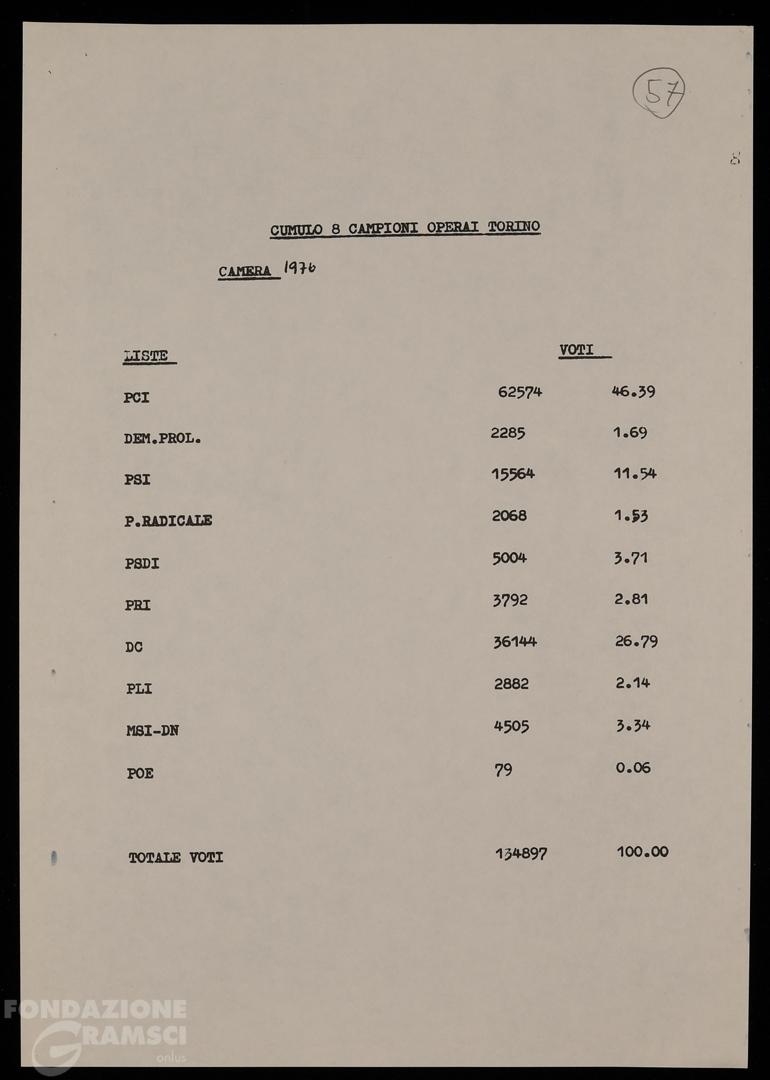 57
8
CUMULO 8 CAMPIONI OPERAI TORINO
CAMERA 1976
LISTE VOTI
PCI 62574 46.39
DEM.PROL. 2285 1.69
PSI 15564 11.54
P.RADICALE 2068 1.53
PSDI 5004 3.71
PRI 3792 2.81
DC 36144 26.79
PLI 2882 2.14
MSI-DN 4505 3.34
POE 79 0.06
TOTALE VOTI 134897 100.00
FONDAZIONE
GRAMSCI
onlus